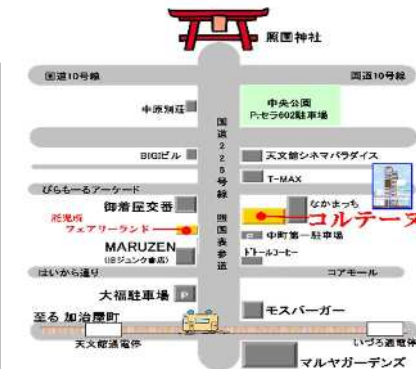 照国神社
国道10号線
国道10号線
中原別荘
中央公園
P-セラ602駐車場
国道225号線 照国表参道
BIGIビル
天文館シネマパラダイス
T-MAX
ぴらもーるアーケード
御着屋交番
なかまっち
コルテーヌ
託児所
フェアリーランド
中町第一駐車場
MARUZEN
(旧ジュンク書店)
ドトールコーヒー
はいから通り
コアモール
大福駐車場
P
モスバーガー
至る 加治屋町
天文館通電停
いづろ通電停
マルヤガーデンズ